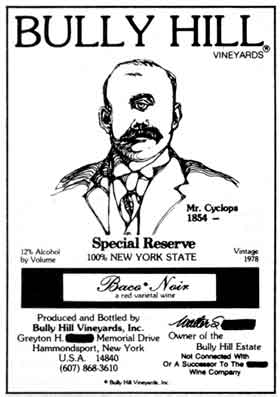 BULLY HILL
VINEYARDS®
Mr. Cyclops
1854 –
Special Reserve
100% NEW YORK STATE
12% Alcohol
by Volume
Vintage
1978
Baco • Noir
a red varietal wine
Produced and Bottled by
Bully Hill Vineyards, Inc.
Greyton H. Memorial Drive
Hammondsport, New York
U.S.A. 14840
(607) 868-3610
Walter S.
Owner of the
Bully Hill Estate
Not Connected With
Or A Successor To The
Wine Company
© Bully Hill Vineyards, Inc.